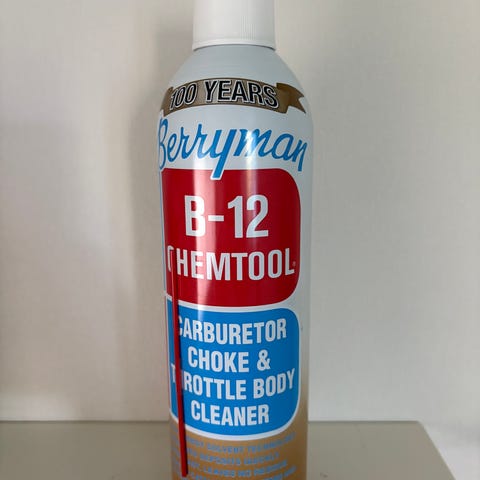 100 YEARS
Berryman
B-12
CHEMTOOL
CARBURETOR
CHOKE &
THROTTLE BODY
CLEANER